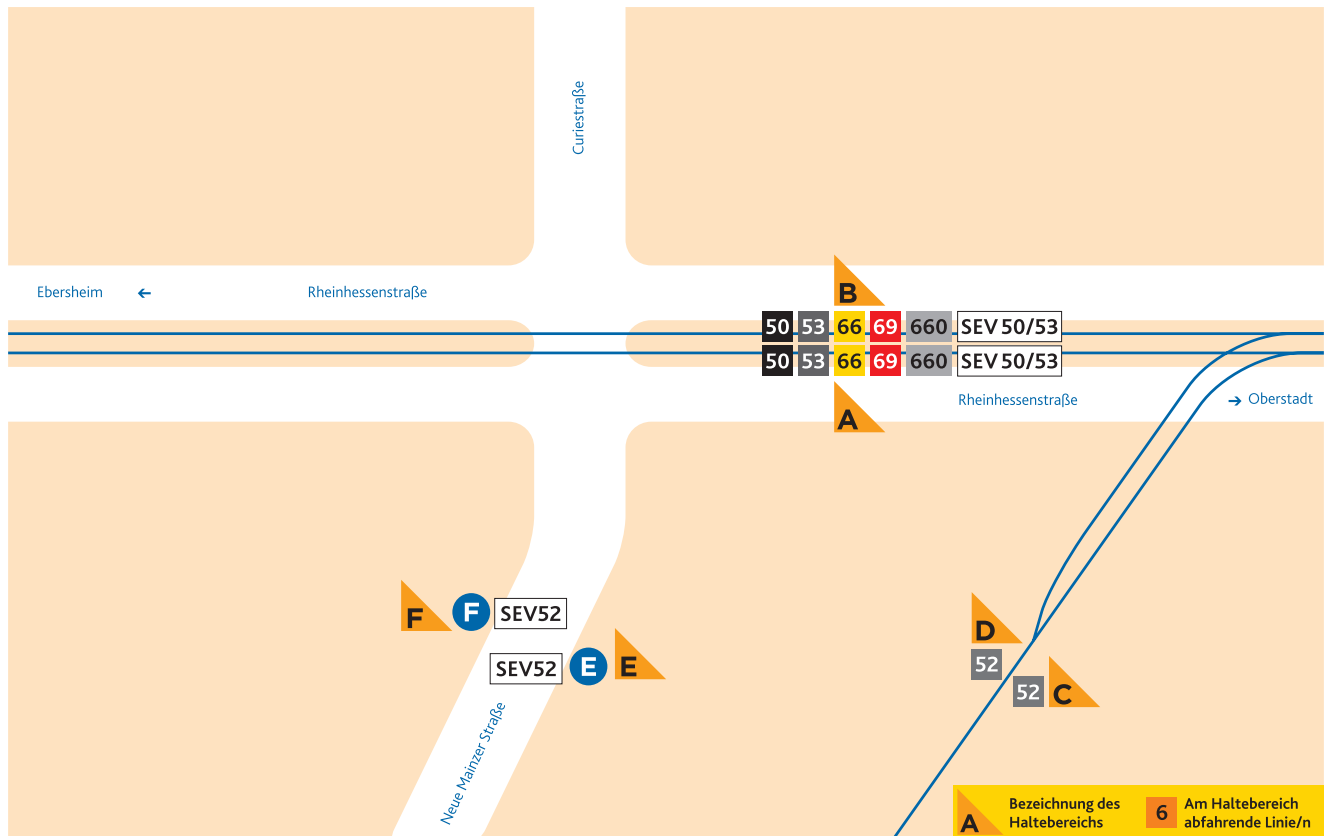 Curiestraße
Ebersheim ←
Rheinhessenstraße
B
50 53 66 69 660 SEV 50/53
50 53 66 69 660 SEV 50/53
A
Rheinhessenstraße
→ Oberstadt
F F SEV52
SEV52 E E
D
52
52 C
Neue Mainzer Straße
A
Bezeichnung des
Haltebereichs
6
Am Haltebereich
abfahrende Linie/n